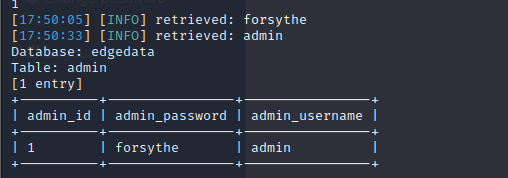 1
[17:50:05] [INFO] retrieved: forsythe
[17:50:33] [INFO] retrieved: admin
Database: edgedata
Table: admin
[1 entry]
+----------+----------------+----------------+
| admin_id | admin_password | admin_username |
+----------+----------------+----------------+
| 1        | forsythe       | admin          |
+----------+----------------+----------------+